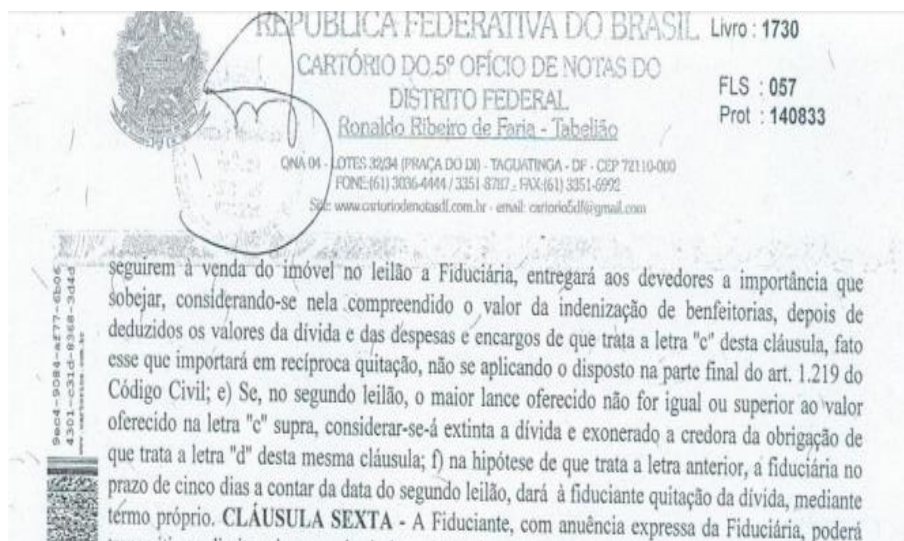 REPÚBLICA FEDERATIVA DO BRASIL
Livro : 1730
CARTÓRIO DO 5º OFÍCIO DE NOTAS DO
DISTRITO FEDERAL
FLS : 057
Prot : 140833
Ronaldo Ribeiro de Faria - Tabelião
QNA 04 - LOTES 32/34 (PRAÇA DO DI) - TAGUATINGA - DF - CEP 72110-000
FONE:(61) 3036-4444 / 3351-8787 - FAX:(61) 3351-6992
Site: www.cartoriodenotasdf.com.br - email: cartorio5df@gmail.com
seguirem à venda do imóvel no leilão a Fiduciária, entregará aos devedores a importância que
sobejar, considerando-se nela compreendido o valor da indenização de benfeitorias, depois de
deduzidos os valores da dívida e das despesas e encargos de que trata a letra "c" desta cláusula, fato
esse que importará em recíproca quitação, não se aplicando o disposto na parte final do art. 1.219 do
Código Civil; e) Se, no segundo leilão, o maior lance oferecido não for igual ou superior ao valor
oferecido na letra "c" supra, considerar-se-á extinta a dívida e exonerado a credora da obrigação de
que trata a letra "d" desta mesma cláusula; f) na hipótese de que trata a letra anterior, a fiduciária no
prazo de cinco dias a contar da data do segundo leilão, dará à fiduciante quitação da dívida, mediante
termo próprio. CLÁUSULA SEXTA - A Fiduciante, com anuência expressa da Fiduciária, poderá
9ec4-9084-af77-6b06
4301-c31d-8368-3d4d